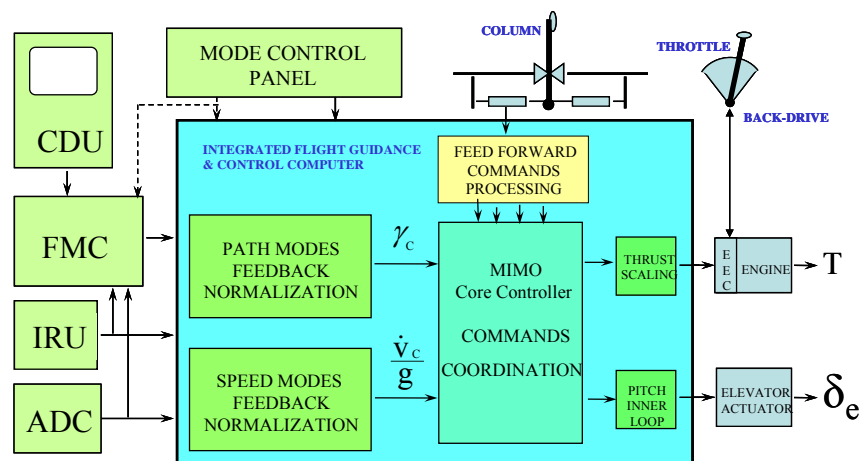 MODE CONTROL
PANEL
COLUMN
THROTTLE
BACK-DRIVE
CDU
INTEGRATED FLIGHT GUIDANCE
& CONTROL COMPUTER
FEED FORWARD
COMMANDS
PROCESSING
FMC
PATH MODES
FEEDBACK
NORMALIZATION
γc
MIMO
Core Controller
COMMANDS
COORDINATION
THRUST
SCALING
E
E
C
ENGINE
T
IRU
ADC
SPEED MODES
FEEDBACK
NORMALIZATION
v̇c
g
PITCH
INNER
LOOP
ELEVATOR
ACTUATOR
δe